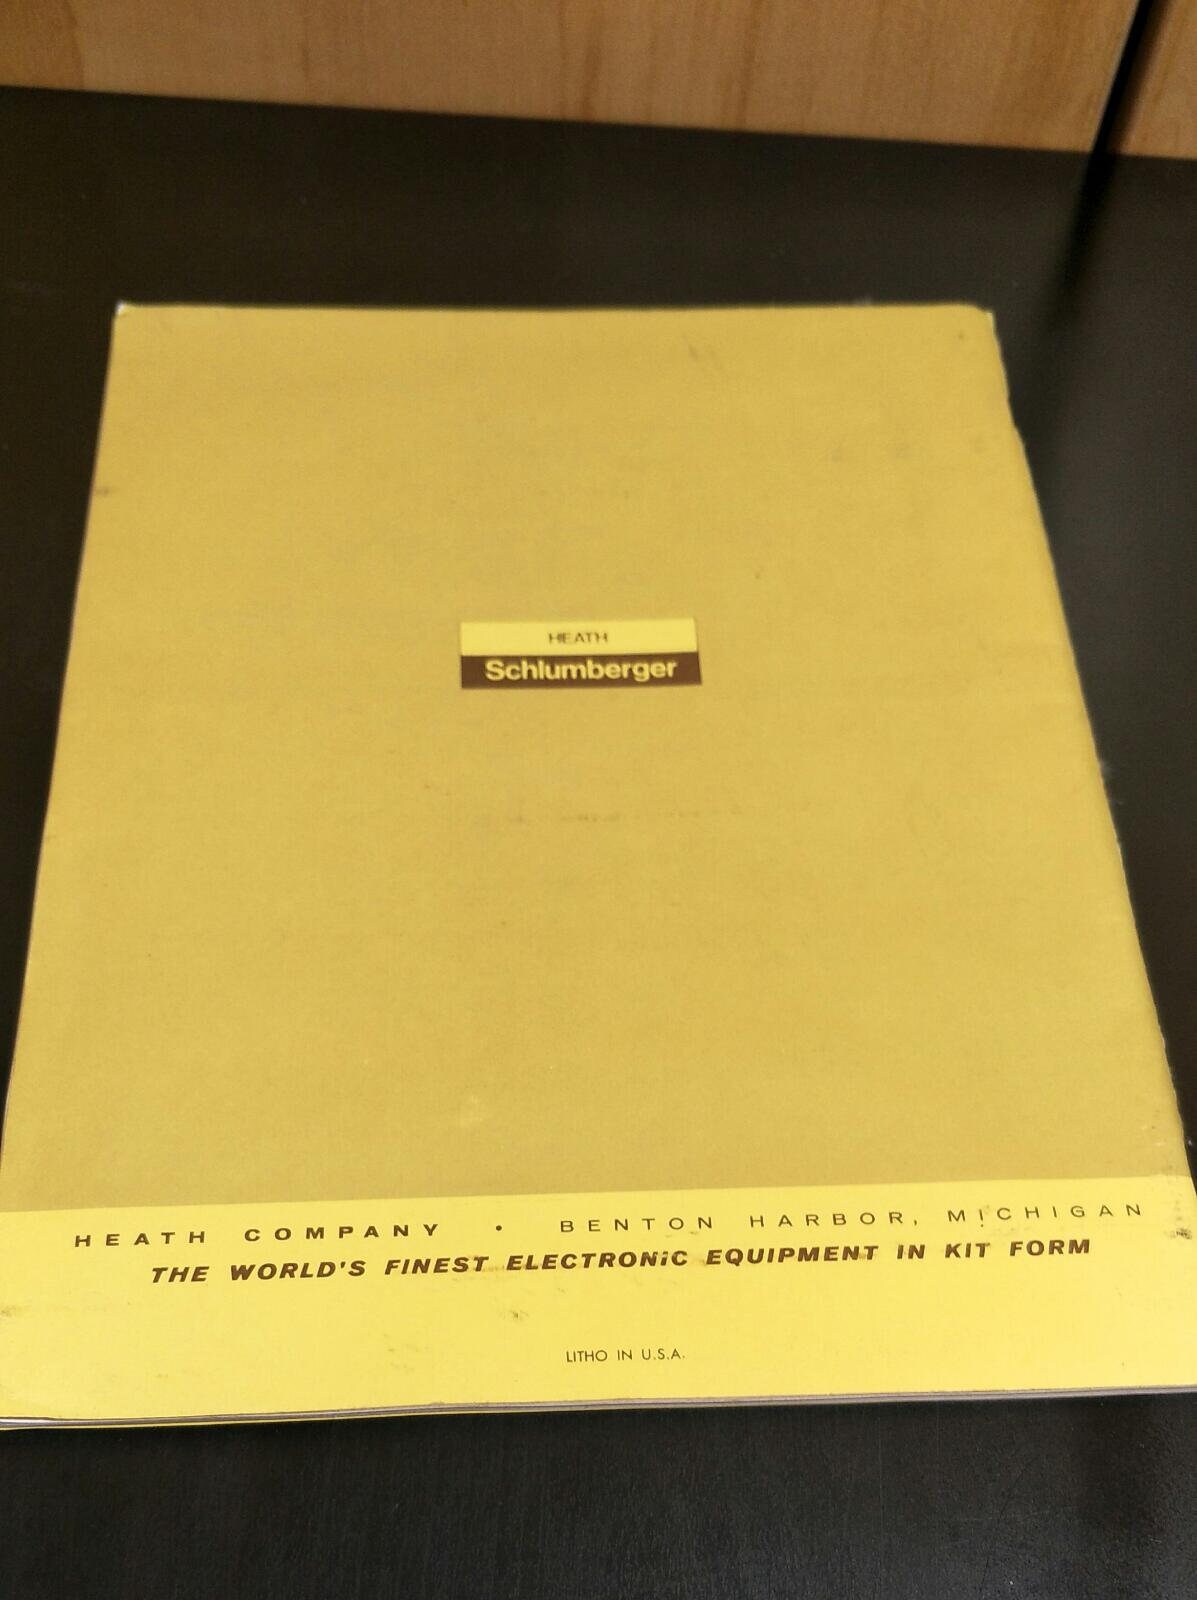 HEATH
Schlumberger
HEATH COMPANY • BENTON HARBOR, MICHIGAN
THE WORLD'S FINEST ELECTRONiC EQUIPMENT IN KIT FORM
LITHO IN U.S.A.